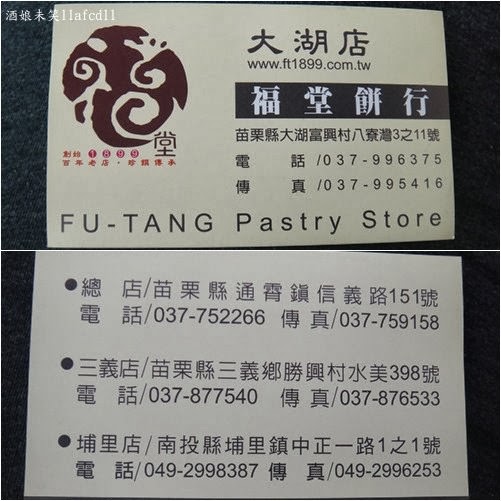 酒娘未笑11afcd11
大湖店
www.ft1899.com.tw
福堂餅行
堂
苗栗縣大湖富興村八寮灣3之11號
電話/037-996375
創始1899
百年老店·珍饌傳承
傳真/037-995416
FU-TANG Pastry Store
●總店/苗栗縣通霄鎮信義路151號
電話/037-752266 傳真/037-759158
●三義店/苗栗縣三義鄉勝興村水美398號
電話/037-877540 傳真/037-876533
●埔里店/南投縣埔里鎮中正一路1之1號
電話/049-2998387 傳真/049-2996253